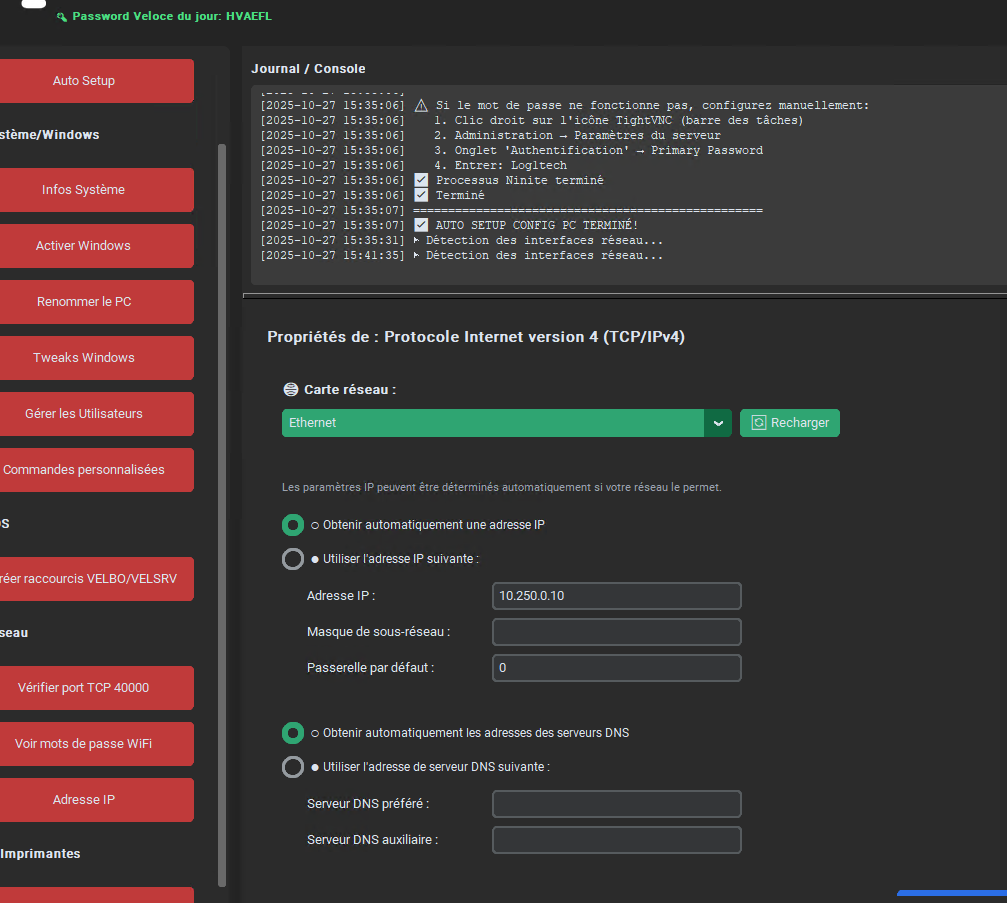 Password Veloce du jour: HVAEFL
Auto Setup
stème/Windows
Infos Système
Activer Windows
Renommer le PC
Tweaks Windows
Gérer les Utilisateurs
Commandes personnalisées
OS
réer raccourcis VELBO/VELSRV
seau
Vérifier port TCP 40000
Voir mots de passe WiFi
Adresse IP
Imprimantes
Journal / Console
[2025-10-27 15:35:06] ⚠ Si le mot de passe ne fonctionne pas, configurez manuellement:
[2025-10-27 15:35:06] 1. Clic droit sur l'icône TightVNC (barre des tâches)
[2025-10-27 15:35:06] 2. Administration → Paramètres du serveur
[2025-10-27 15:35:06] 3. Onglet 'Authentification' → Primary Password
[2025-10-27 15:35:06] 4. Entrer: Logltech
[2025-10-27 15:35:06] ✓ Processus Ninite terminé
[2025-10-27 15:35:06] ✓ Terminé
[2025-10-27 15:35:07] ==================================================
[2025-10-27 15:35:07] ✓ AUTO SETUP CONFIG PC TERMINÉ!
[2025-10-27 15:35:31] ▸ Détection des interfaces réseau...
[2025-10-27 15:41:35] ▸ Détection des interfaces réseau...
Propriétés de : Protocole Internet version 4 (TCP/IPv4)
Carte réseau :
Ethernet
Recharger
Les paramètres IP peuvent être déterminés automatiquement si votre réseau le permet.
○ Obtenir automatiquement une adresse IP
● Utiliser l'adresse IP suivante :
Adresse IP : 10.250.0.10
Masque de sous-réseau :
Passerelle par défaut : 0
○ Obtenir automatiquement les adresses des serveurs DNS
● Utiliser l'adresse de serveur DNS suivante :
Serveur DNS préféré :
Serveur DNS auxiliaire :